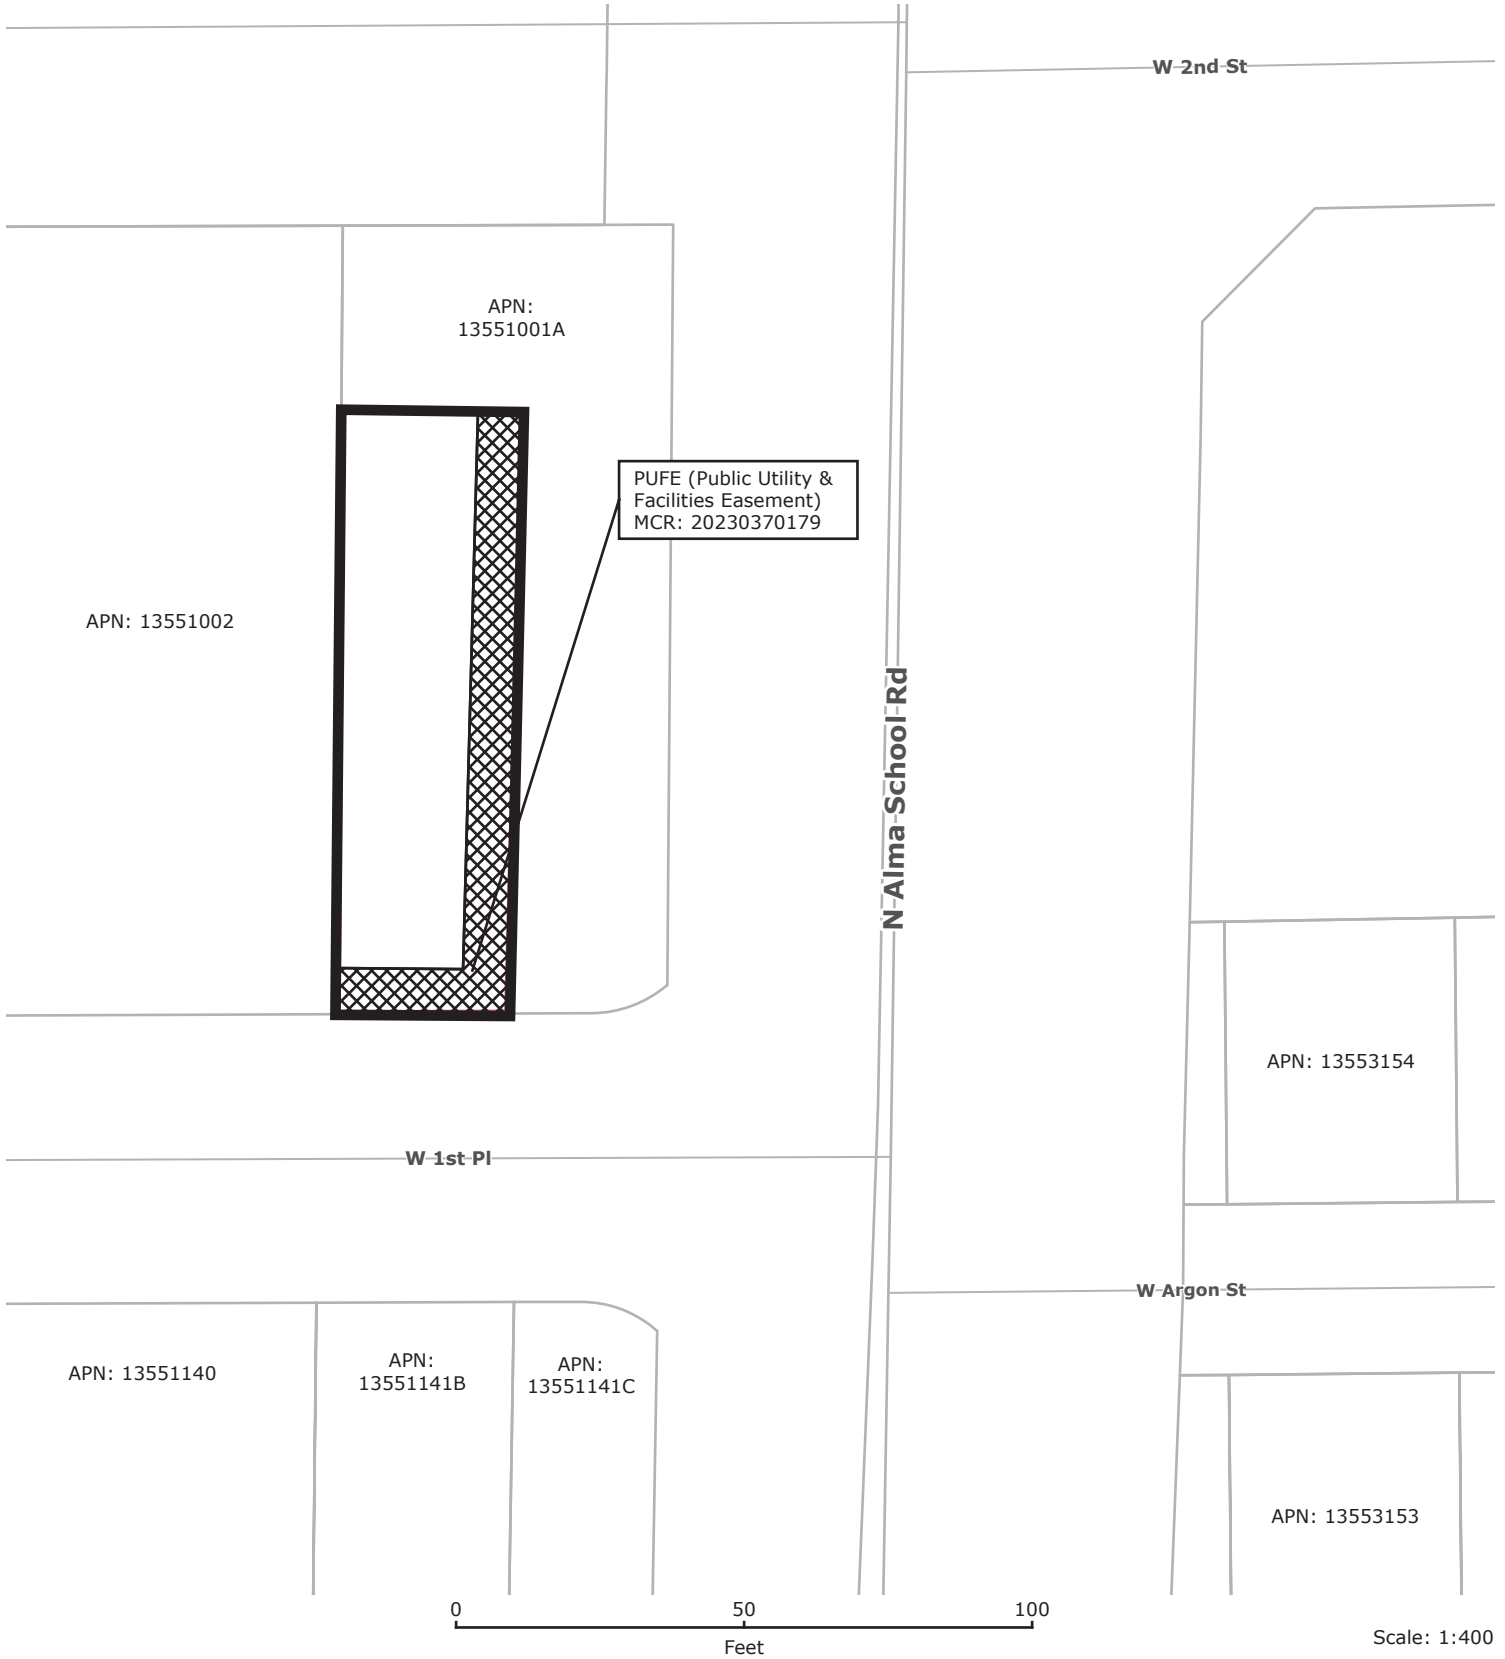 W 2nd St
APN:
13551001A
PUFE (Public Utility &
Facilities Easement)
MCR: 20230370179
APN: 13551002
N Alma School Rd
APN: 13553154
W 1st Pl
W Argon St
APN: 13551140
APN:
13551141B
APN:
13551141C
APN: 13553153
0 50 100
Feet
Scale: 1:400